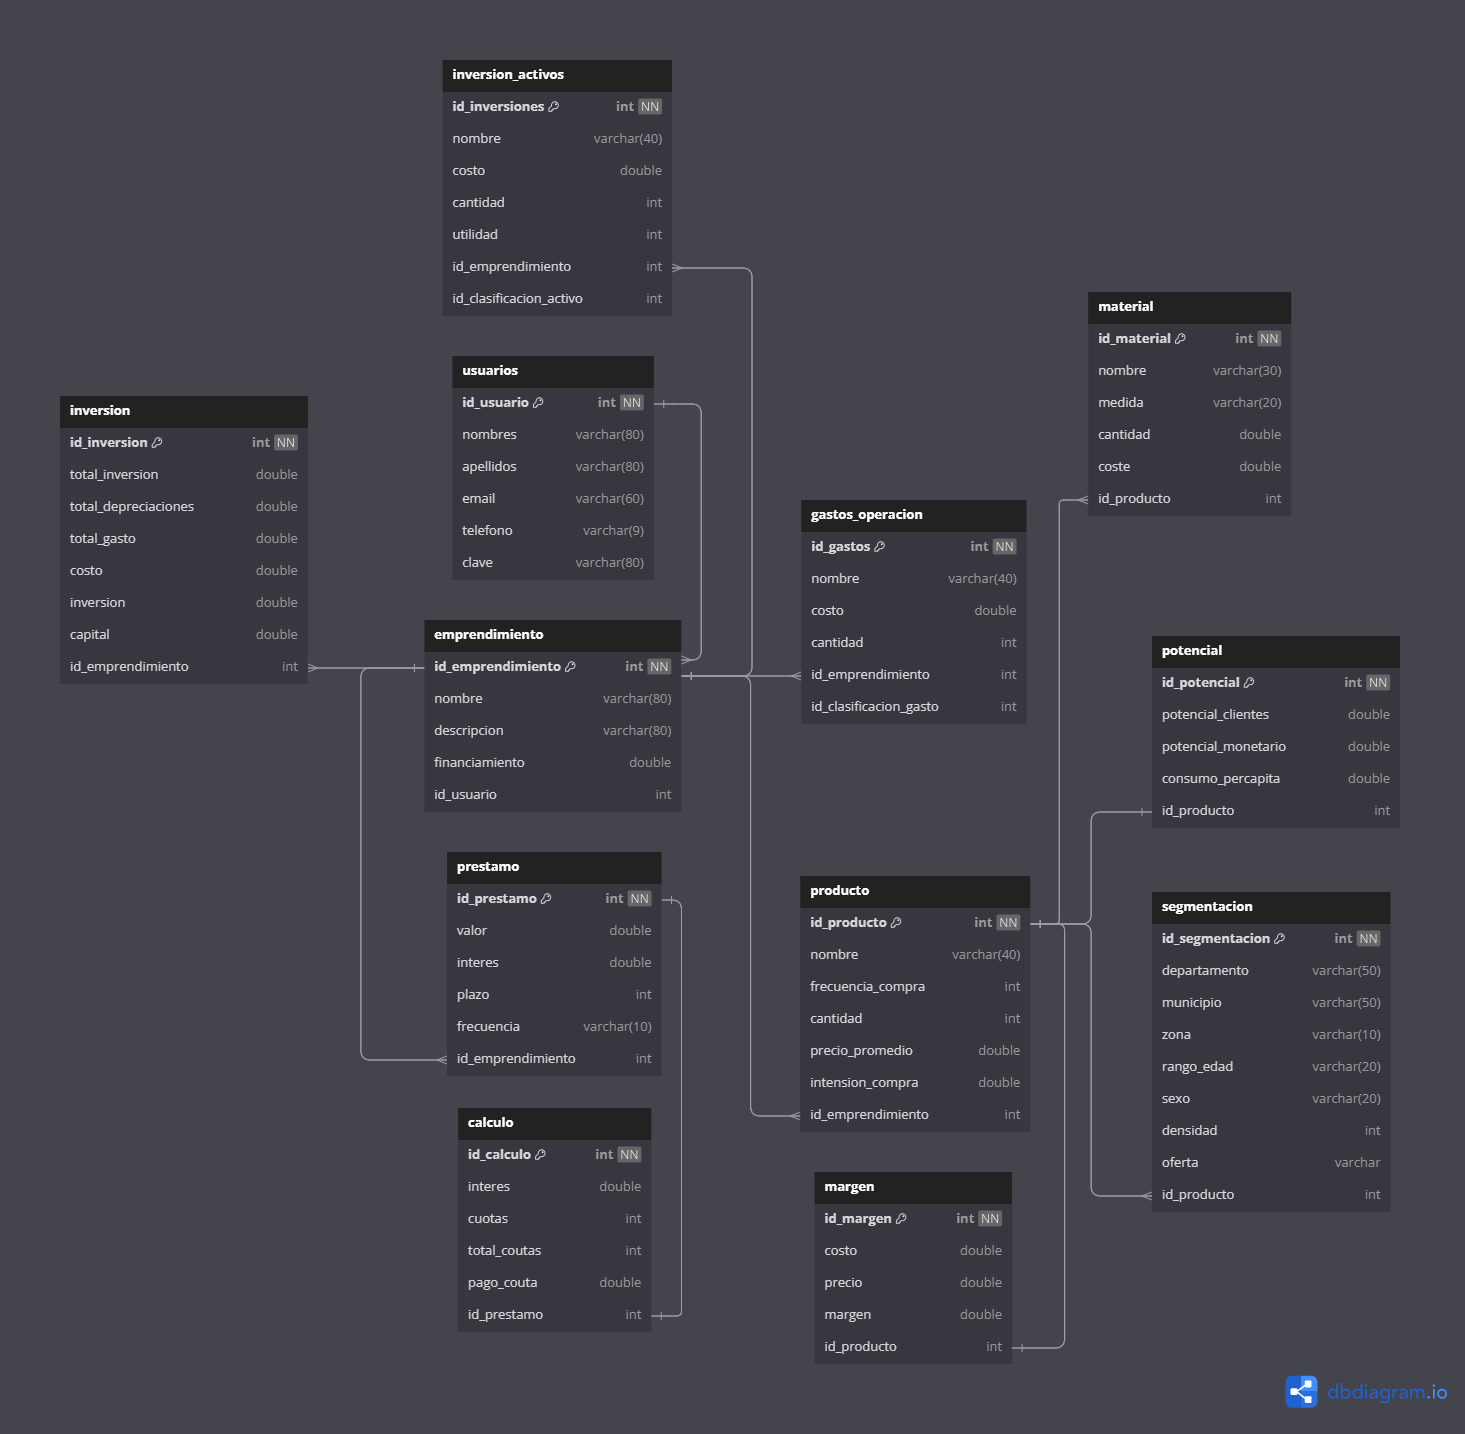 inversion_activos
id_inversiones int NN
nombre varchar(40)
costo double
cantidad int
utilidad int
id_emprendimiento int
id_clasificacion_activo int
usuarios
id_usuario int NN
nombres varchar(80)
apellidos varchar(80)
email varchar(60)
telefono varchar(9)
clave varchar(80)
inversion
id_inversion int NN
total_inversion double
total_depreciaciones double
total_gasto double
costo double
inversion double
capital double
id_emprendimiento int
emprendimiento
id_emprendimiento int NN
nombre varchar(80)
descripcion varchar(80)
financiamiento double
id_usuario int
prestamo
id_prestamo int NN
valor double
interes double
plazo int
frecuencia varchar(10)
id_emprendimiento int
calculo
id_calculo int NN
interes double
cuotas int
total_coutas int
pago_couta double
id_prestamo int
gastos_operacion
id_gastos int NN
nombre varchar(40)
costo double
cantidad int
id_emprendimiento int
id_clasificacion_gasto int
producto
id_producto int NN
nombre varchar(40)
frecuencia_compra int
cantidad int
precio_promedio double
intension_compra double
id_emprendimiento int
margen
id_margen int NN
costo double
precio double
margen double
id_producto int
material
id_material int NN
nombre varchar(30)
medida varchar(20)
cantidad double
coste double
id_producto int
potencial
id_potencial int NN
potencial_clientes double
potencial_monetario double
consumo_percapita double
id_producto int
segmentacion
id_segmentacion int NN
departamento varchar(50)
municipio varchar(50)
zona varchar(10)
rango_edad varchar(20)
sexo varchar(20)
densidad int
oferta varchar
id_producto int
dbdiagram.io